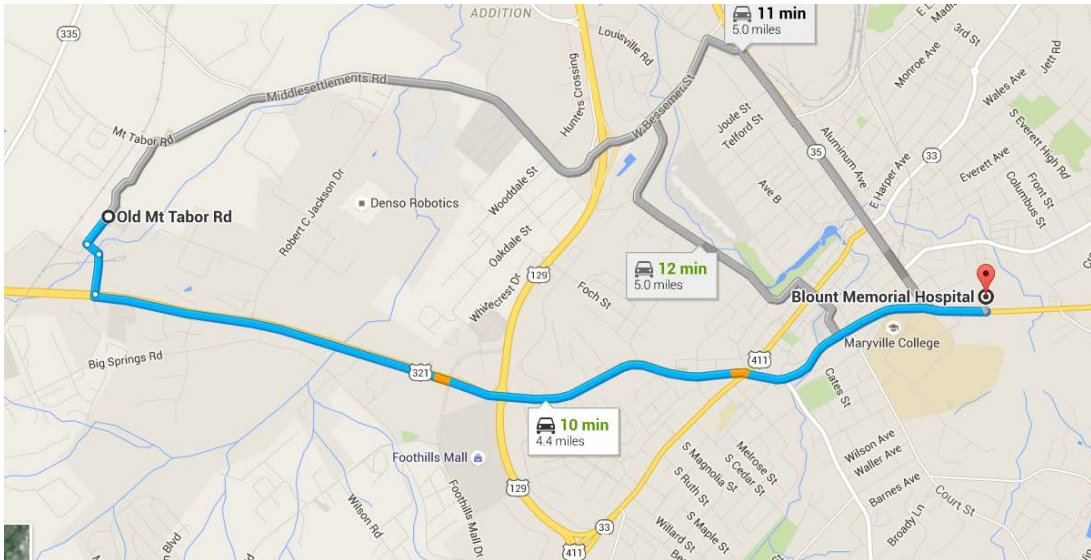 ADDITION
11 min
5.0 miles
335
Louisville Rd
3rd St
Monroe Ave
Wales Ave
Jett Rd
Hunters Crossing
Middlesettlements Rd
W Bessemer St
Mt Tabor Rd
Joule St
Telford St
35
Aluminum Ave
33
S Everett High Rd
Everett Ave
Front St
Columbus St
E Harper Ave
Ave B
Wooddale St
Denso Robotics
Robert C Jackson Dr
Old Mt Tabor Rd
Oakdale St
129
12 min
5.0 miles
Foch St
Blount Memorial Hospital
Maryville College
411
Big Springs Rd
321
Cates St
10 min
4.4 miles
Foothills Mall
129
Foothills Mall Dr
Wilson Rd
33
411
Melrose St
S Cedar St
S Magnolia St
S Ruth St
S Maple St
Willard St
Wilson Ave
Waller Ave
Barnes Ave
Broady Ln
Court St